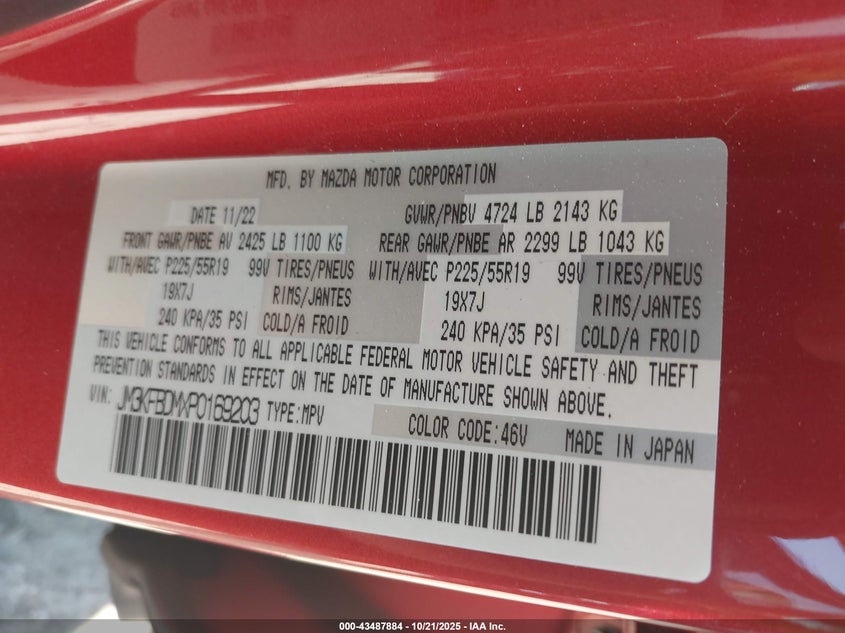 MFD. BY MAZDA MOTOR CORPORATION
DATE 11/22 GVWR/PNBV 4724 LB 2143 KG
FRONT GAWR/PNBE AV 2425 LB 1100 KG REAR GAWR/PNBE AR 2299 LB 1043 KG
WITH/AVEC P225/55R19 99V TIRES/PNEUS WITH/AVEC P225/55R19 99V TIRES/PNEUS
19X7J RIMS/JANTES 19X7J RIMS/JANTES
240 KPA/35 PSI COLD/A FROID 240 KPA/35 PSI COLD/A FROID
THIS VEHICLE CONFORMS TO ALL APPLICABLE FEDERAL MOTOR VEHICLE SAFETY AND THEFT
PREVENTION STANDARDS IN EFFECT ON THE DATE OF MANUFACTURE SHOWN ABOVE.
VIN: JM3KFBDMXP0169203 TYPE:MPV COLOR CODE:46V MADE IN JAPAN
000-43487884 - 10/21/2025 - IAA Inc.